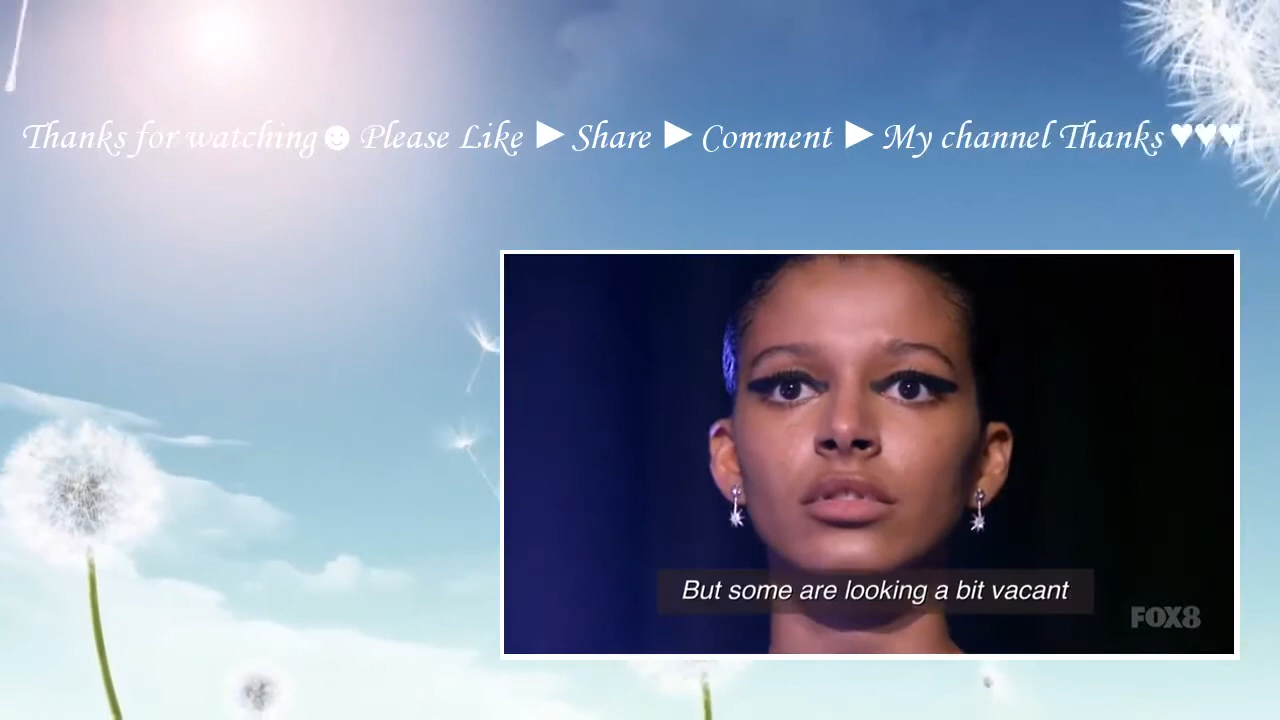 Thanks for watching☻Please Like ► Share ► Comment ► My channel Thanks ♥♥♥
But some are looking a bit vacant
FOX8